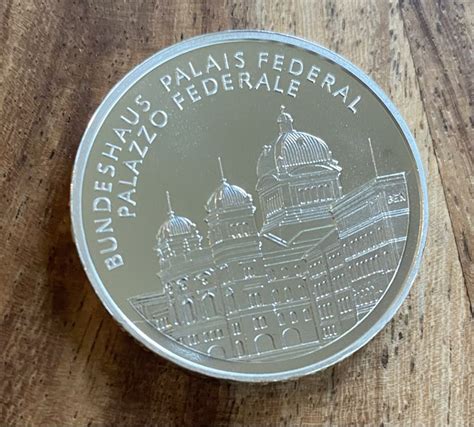 BUNDESHAUS PALAIS FEDERAL
PALAZZO FEDERALE